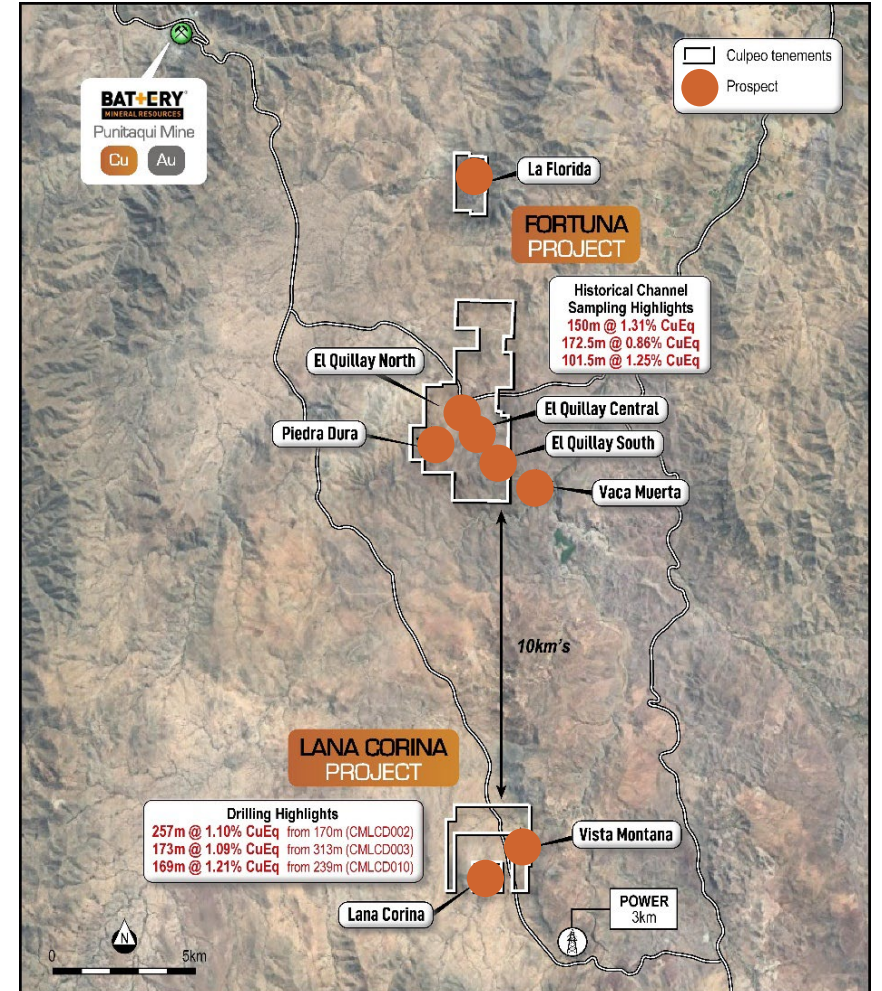 BAT+ERY
MINERAL RESOURCES
Punitaqui Mine
Cu Au
Culpeo tenements
Prospect
La Florida
FORTUNA
PROJECT
Historical Channel
Sampling Highlights
150m @ 1.31% CuEq
172.5m @ 0.86% CuEq
101.5m @ 1.25% CuEq
El Quillay North
El Quillay Central
Piedra Dura
El Quillay South
Vaca Muerta
10km's
LANA CORINA
PROJECT
Drilling Highlights
257m @ 1.10% CuEq from 170m (CMLCD002)
173m @ 1.09% CuEq from 313m (CMLCD003)
169m @ 1.21% CuEq from 239m (CMLCD010)
Vista Montana
Lana Corina
POWER
3km
N
0 5km